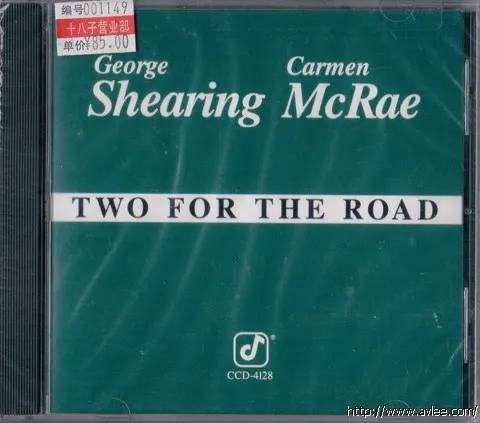 编号001149
十八子营业部
单价¥85.00
George Carmen
Shearing McRae
TWO FOR THE ROAD
®
CCD-4128
http://www.avlee.com/